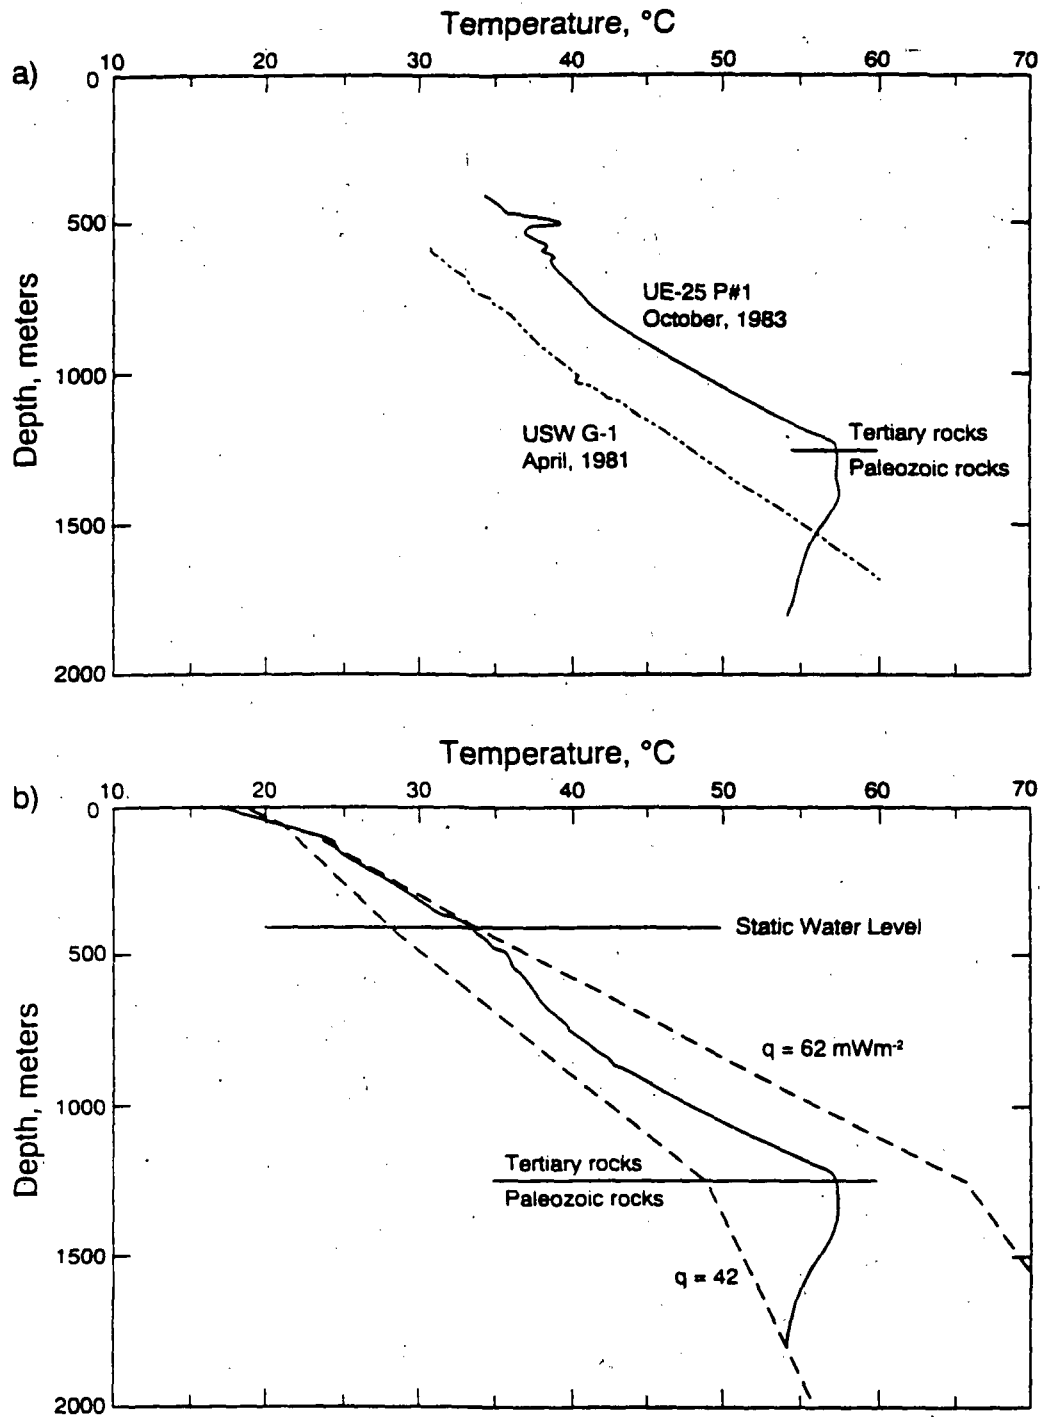 Temperature, °C
a)
10 20 30 40 50 60 70
0
500
1000
1500
2000
Depth, meters
UE-25 P#1
October, 1983
USW G-1
April, 1981
Tertiary rocks
Paleozoic rocks
Temperature, °C
b)
10 20 30 40 50 60 70
0
500
1000
1500
2000
Depth, meters
Static Water Level
q = 62 mWm⁻²
Tertiary rocks
Paleozoic rocks
q = 42